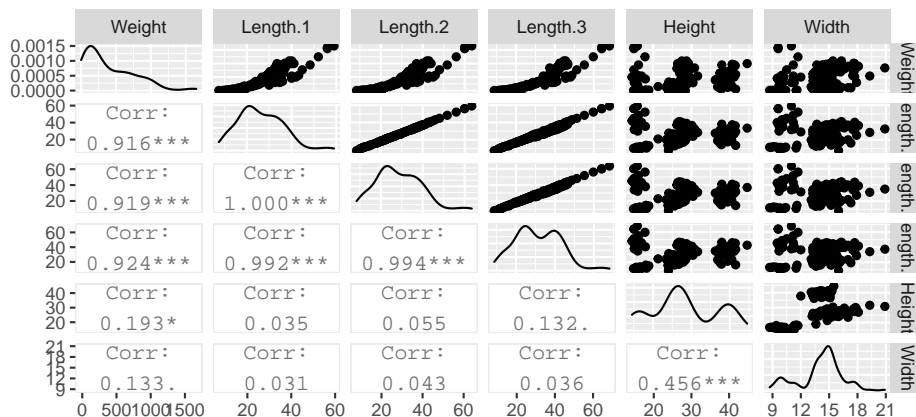 Weight Length.1 Length.2 Length.3 Height Width
0.0015
0.0010
0.0005
0.0000
Weight
60
40
20
Corr:
0.916***
ength.
60
40
20
Corr: Corr:
0.919*** 1.000***
ength.
60
40
20
Corr: Corr: Corr:
0.924*** 0.992*** 0.994***
ength.
40
30
20
Corr: Corr: Corr: Corr:
0.193* 0.035 0.055 0.132.
Height
21
18
15
12
9
Corr: Corr: Corr: Corr: Corr:
0.133. 0.031 0.043 0.036 0.456***
Width
0 500 1000 1500 20 40 60 20 40 60 20 40 60 20 30 40 9 12 15 18 21